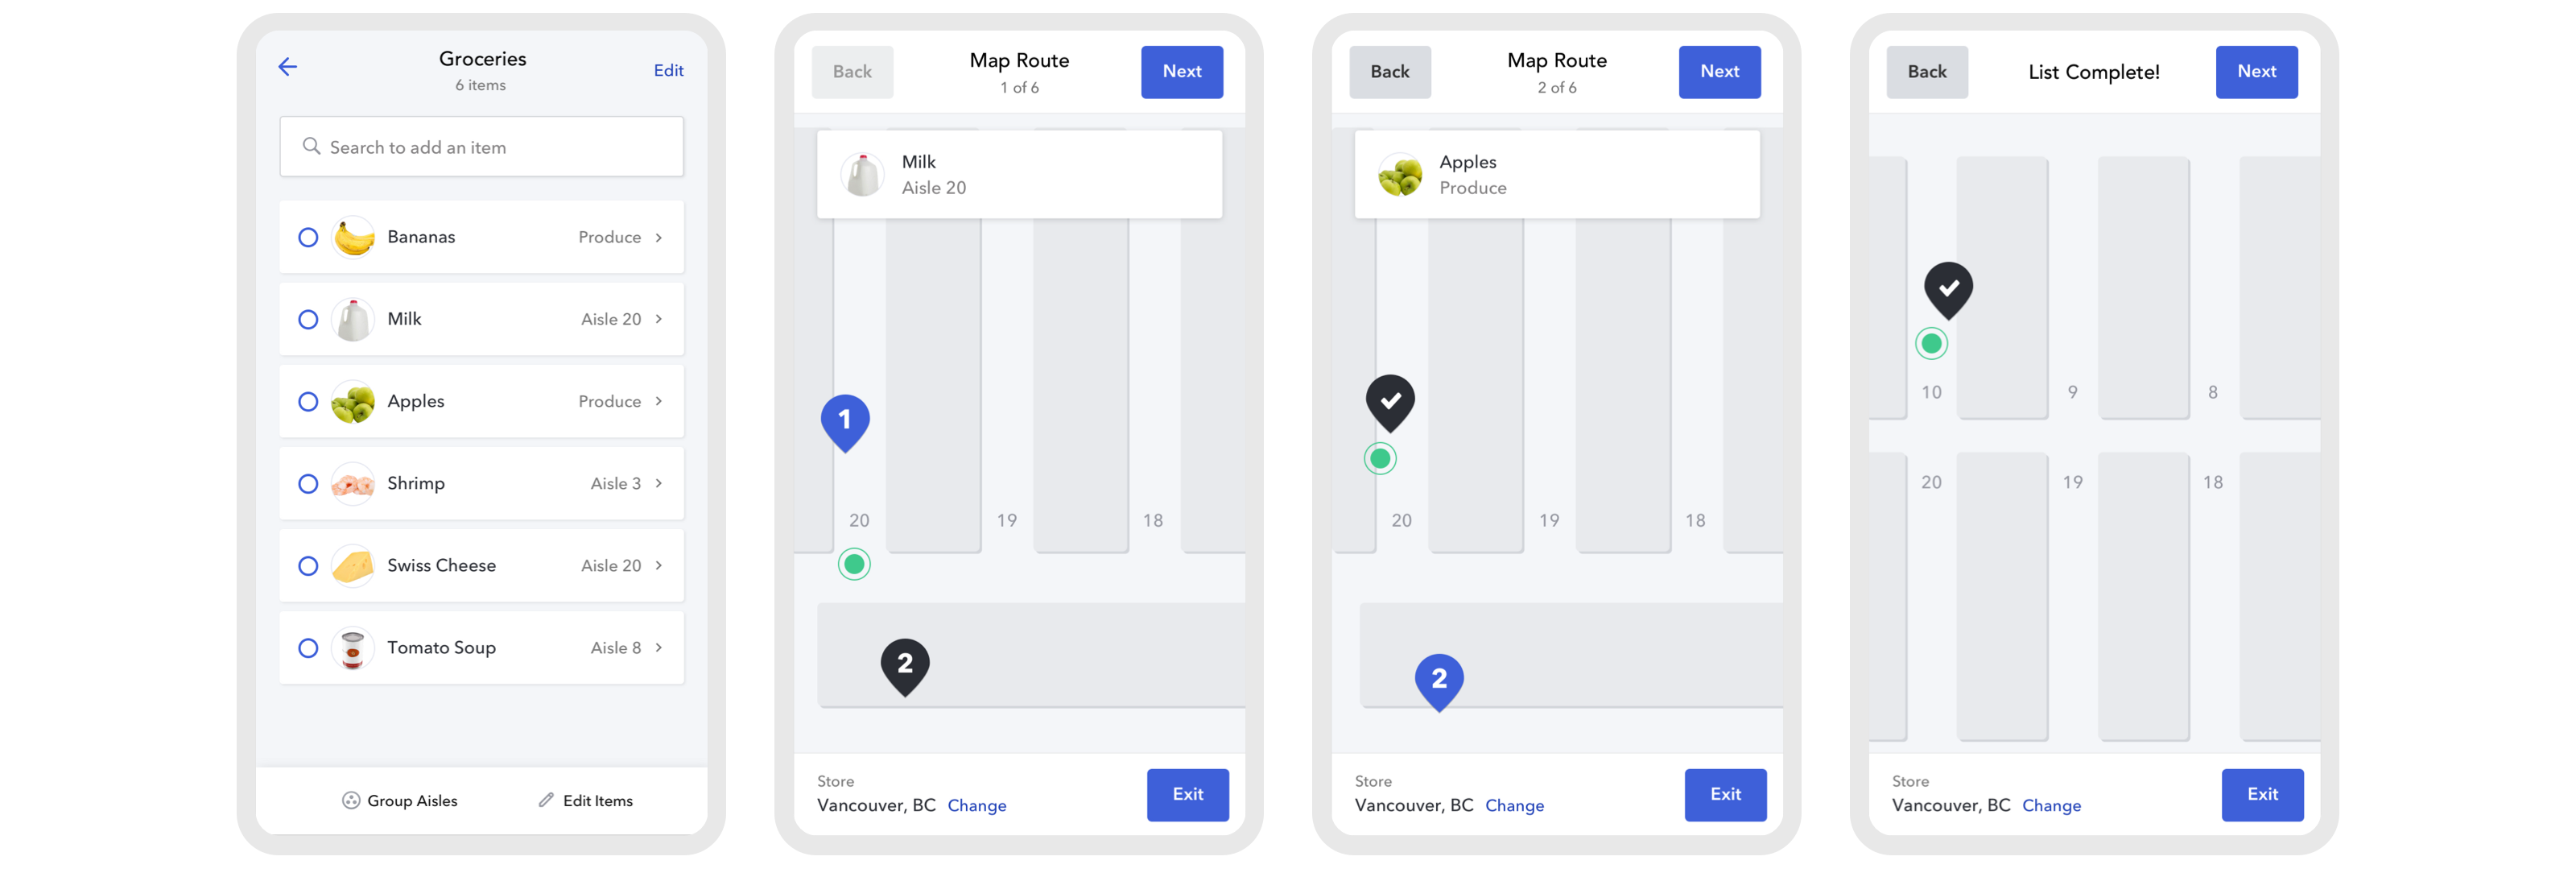 Groceries
6 items
Edit
Search to add an item
Bananas Produce
Milk Aisle 20
Apples Produce
Shrimp Aisle 3
Swiss Cheese Aisle 20
Tomato Soup Aisle 8
Group Aisles Edit Items
Back Map Route Next
1 of 6
Milk
Aisle 20
1
20 19 18
2
Store
Vancouver, BC Change Exit
Back Map Route Next
2 of 6
Apples
Produce
20 19 18
2
Store
Vancouver, BC Change Exit
Back List Complete! Next
10 9 8
20 19 18
Store
Vancouver, BC Change Exit